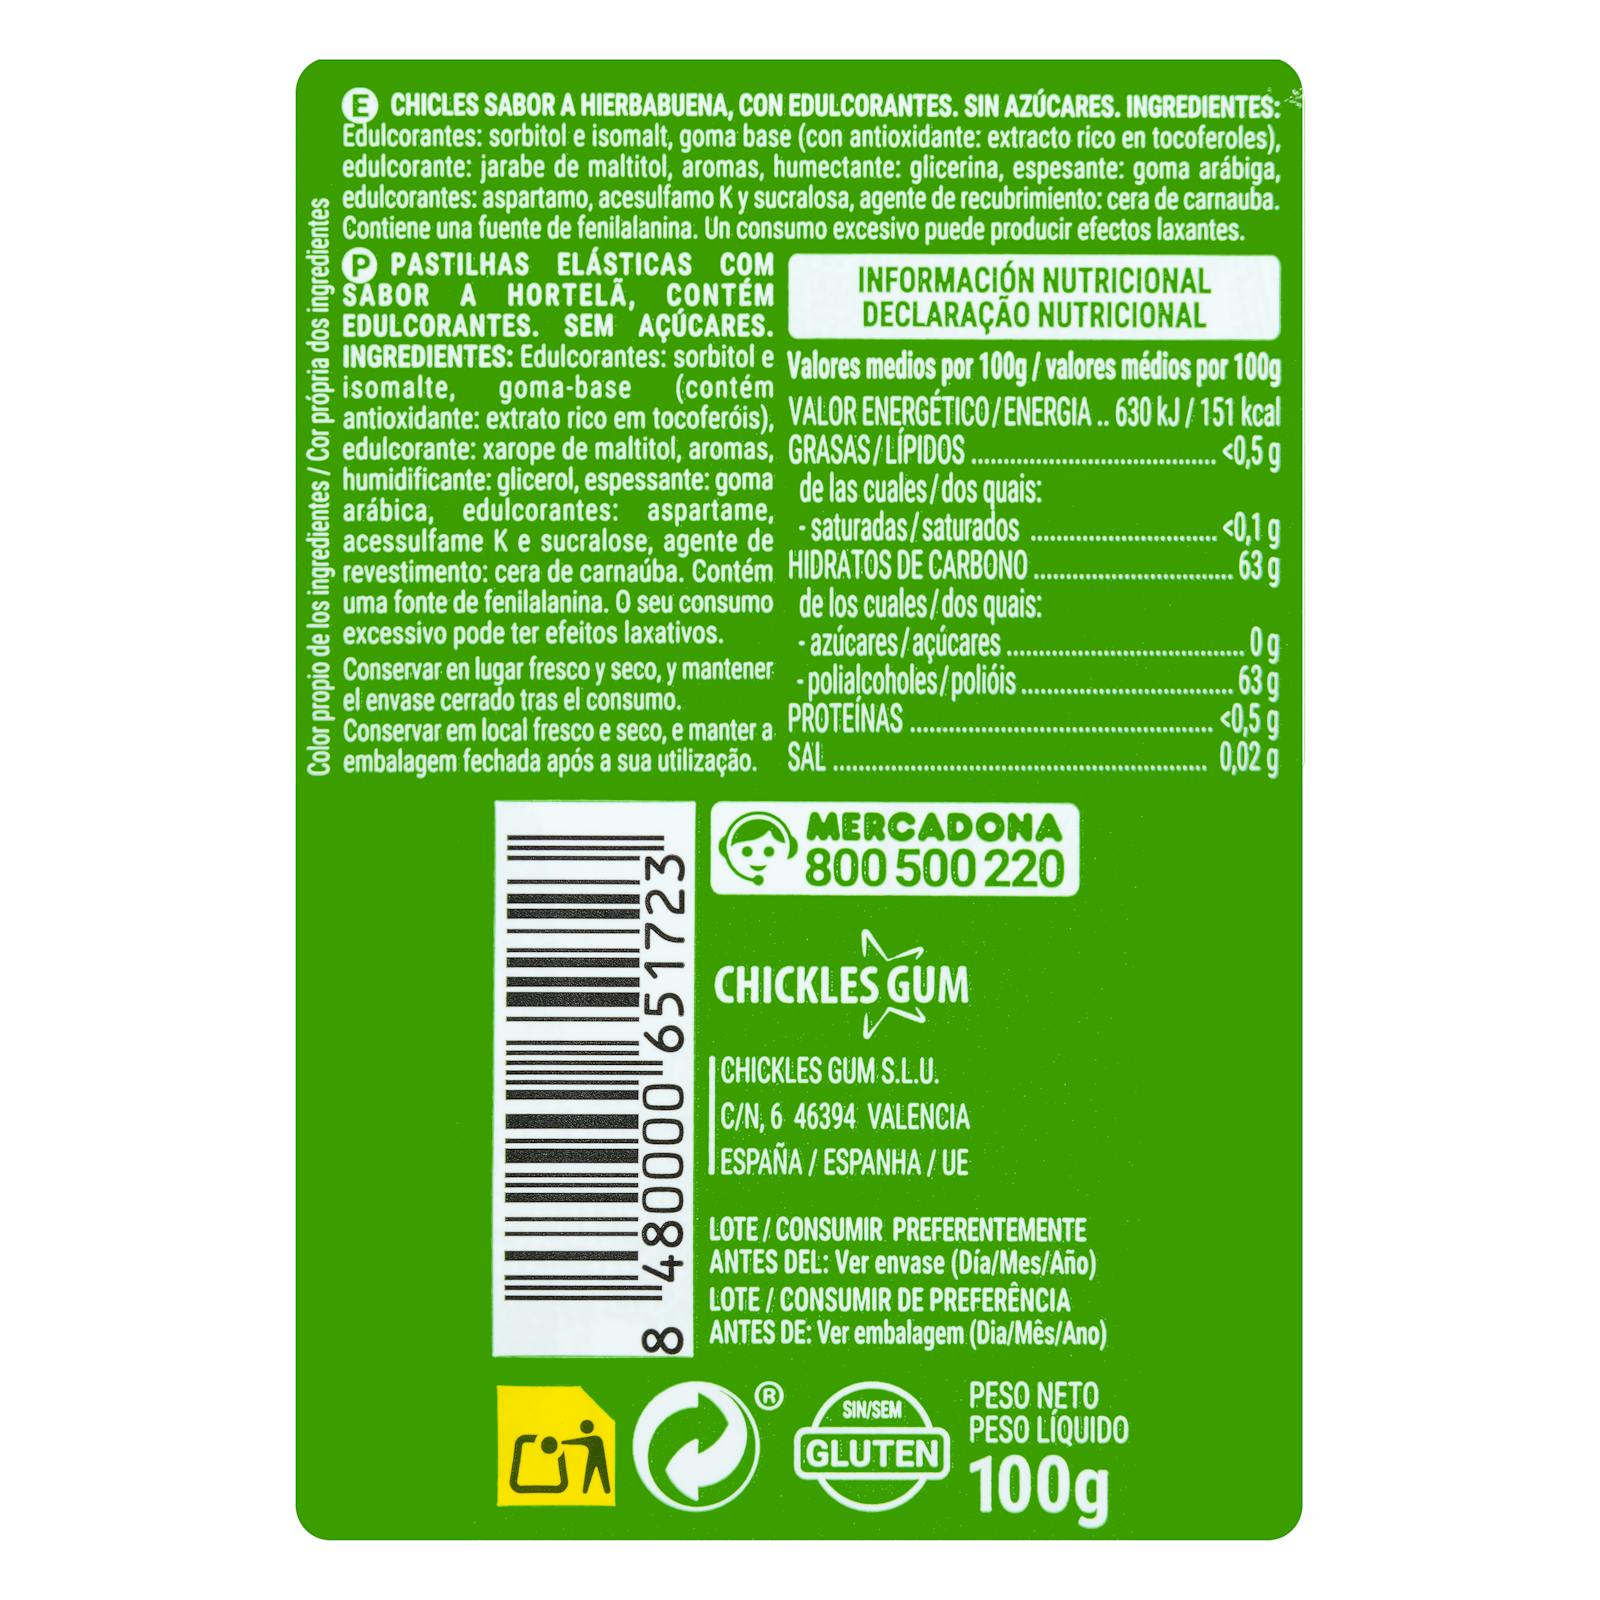 E CHICLES SABOR A HIERBABUENA, CON EDULCORANTES. SIN AZÚCARES. INGREDIENTES:
Edulcorantes: sorbitol e isomalt, goma base (con antioxidante: extracto rico en tocoferoles),
edulcorante: jarabe de maltitol, aromas, humectante: glicerina, espesante: goma arábiga,
edulcorantes: aspartamo, acesulfamo K y sucralosa, agente de recubrimiento: cera de carnauba.
Contiene una fuente de fenilalanina. Un consumo excesivo puede producir efectos laxantes.
P PASTILHAS ELÁSTICAS COM
SABOR A HORTELÃ, CONTÉM
EDULCORANTES. SEM AÇÚCARES.
INGREDIENTES: Edulcorantes: sorbitol e
isomalte, goma-base (contém
antioxidante: extrato rico em tocoferóis),
edulcorante: xarope de maltitol, aromas,
humidificante: glicerol, espessante: goma
arábica, edulcorantes: aspartame,
acessulfame K e sucralose, agente de
revestimento: cera de carnaúba. Contém
uma fonte de fenilalanina. O seu consumo
excessivo pode ter efeitos laxativos.
Conservar en lugar fresco y seco, y mantener
el envase cerrado tras el consumo.
Conservar em local fresco e seco, e manter a
embalagem fechada após a sua utilização.
Color propio de los ingredientes / Cor própria dos ingredientes
INFORMACIÓN NUTRICIONAL
DECLARAÇÃO NUTRICIONAL
Valores medios por 100g / valores médios por 100g
VALOR ENERGÉTICO / ENERGIA .. 630 kJ / 151 kcal
GRASAS / LÍPIDOS ........ <0,5 g
de las cuales / dos quais:
- saturadas / saturados ........ <0,1 g
HIDRATOS DE CARBONO ........ 63 g
de los cuales / dos quais:
- azúcares / açúcares ........ 0 g
- polialcoholes / polióis ........ 63 g
PROTEÍNAS ........ <0,5 g
SAL ........ 0,02 g
8 480000 651723
MERCADONA
800 500 220
CHICKLES GUM
CHICKLES GUM S.L.U.
C/N, 6 46394 VALENCIA
ESPAÑA / ESPANHA / UE
LOTE / CONSUMIR PREFERENTEMENTE
ANTES DEL: Ver envase (Día/Mes/Año)
LOTE / CONSUMIR DE PREFERÊNCIA
ANTES DE: Ver embalagem (Dia/Mês/Ano)
®
SIN/SEM
GLUTEN
PESO NETO
PESO LÍQUIDO
100g